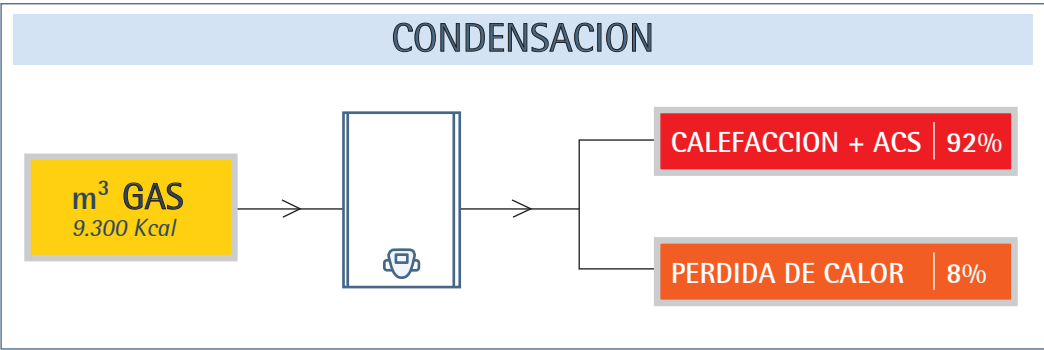 CONDENSACION
m³ GAS
9.300 Kcal
CALEFACCION + ACS 92%
PERDIDA DE CALOR 8%